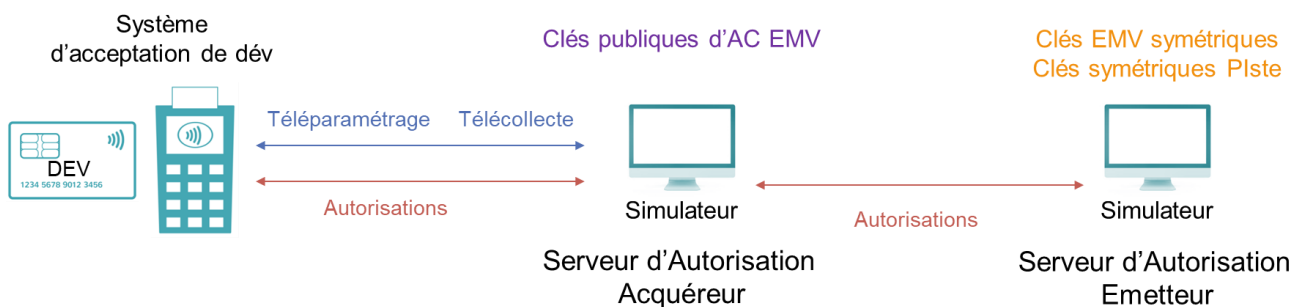 Système
d'acceptation de dév
Clés publiques d'AC EMV
Clés EMV symétriques
Clés symétriques PIste
Téléparamétrage
Télécollecte
DEV
1234 5678 9012 3456
Autorisations
Simulateur
Autorisations
Simulateur
Serveur d'Autorisation
Acquéreur
Serveur d'Autorisation
Emetteur